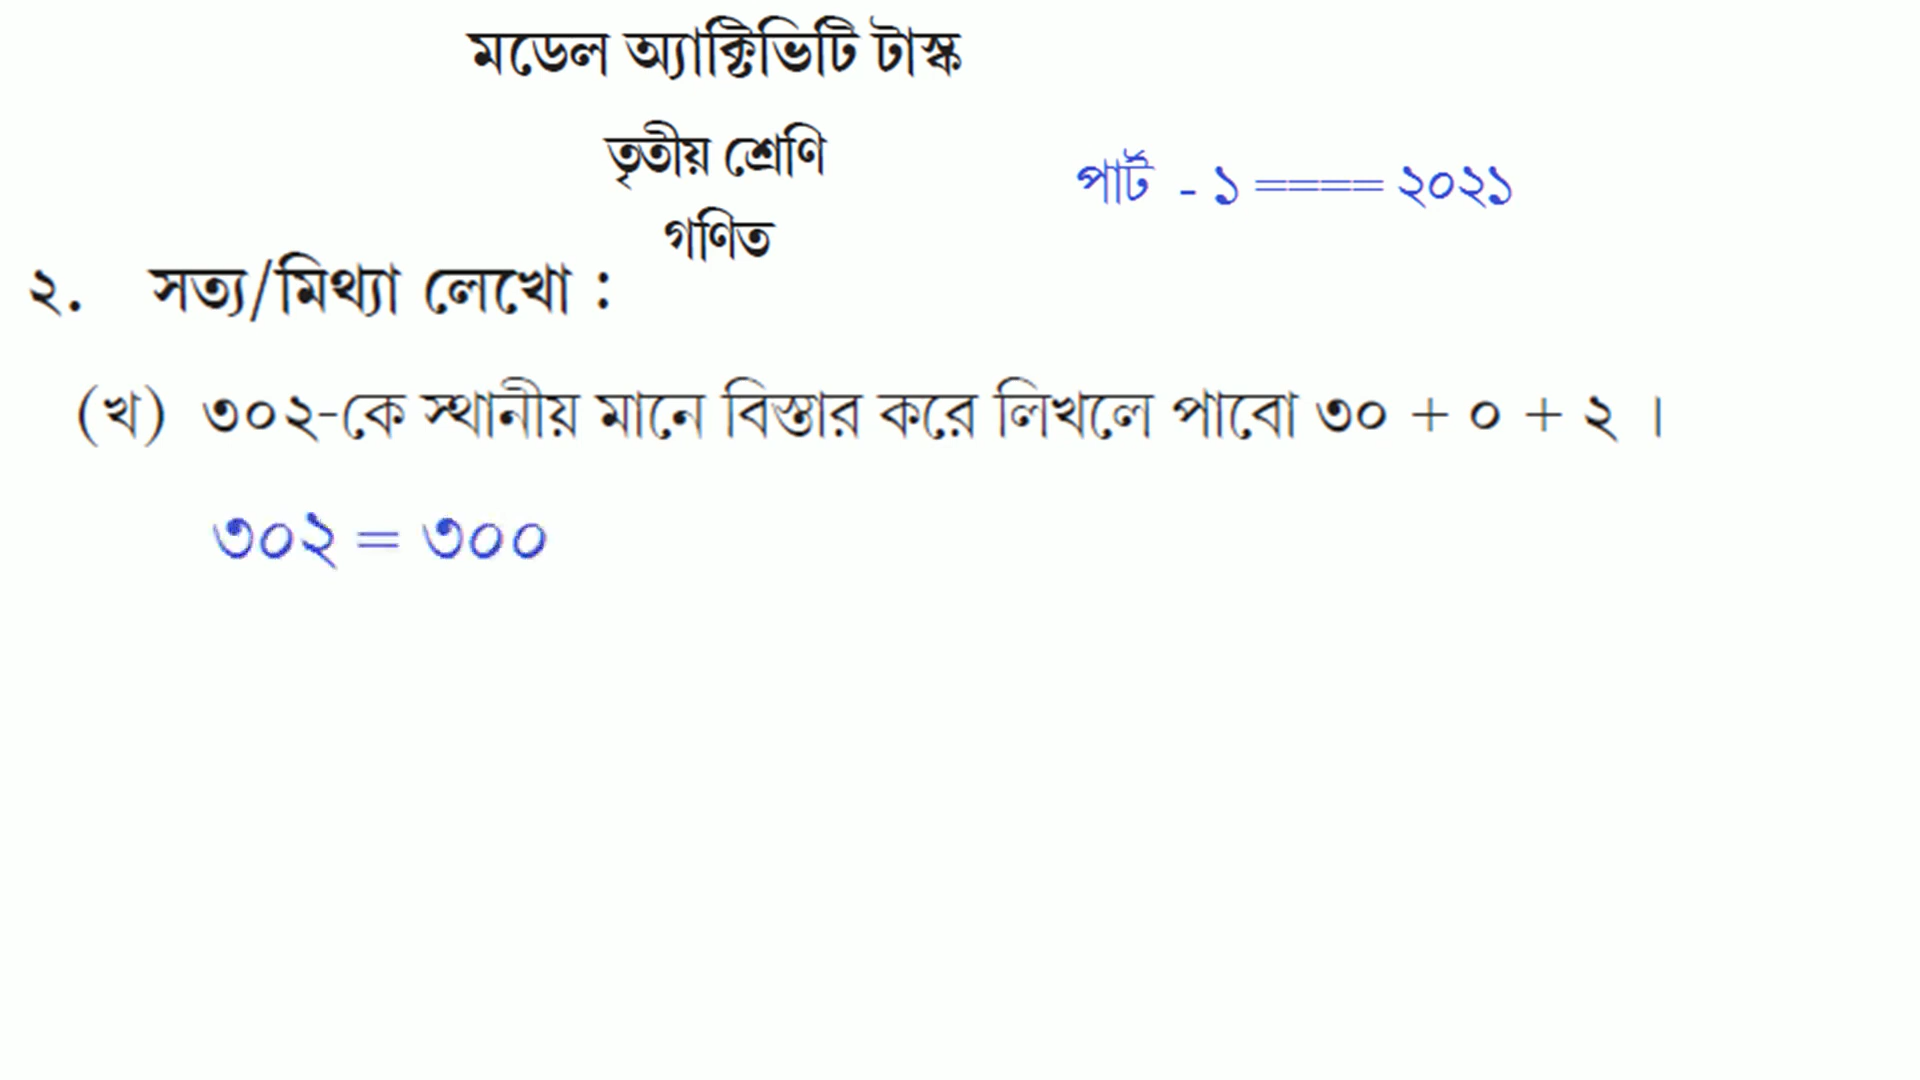 মডেল অ্যাক্টিভিটি টাস্ক
তৃতীয় শ্রেণি
পার্ট - ১ ==== ২০২১
গণিত
২. সত্য/মিথ্যা লেখো :
(খ) ৩০২-কে স্থানীয় মানে বিস্তার করে লিখলে পাবো ৩০ + ০ + ২ ।
৩০২ = ৩০০